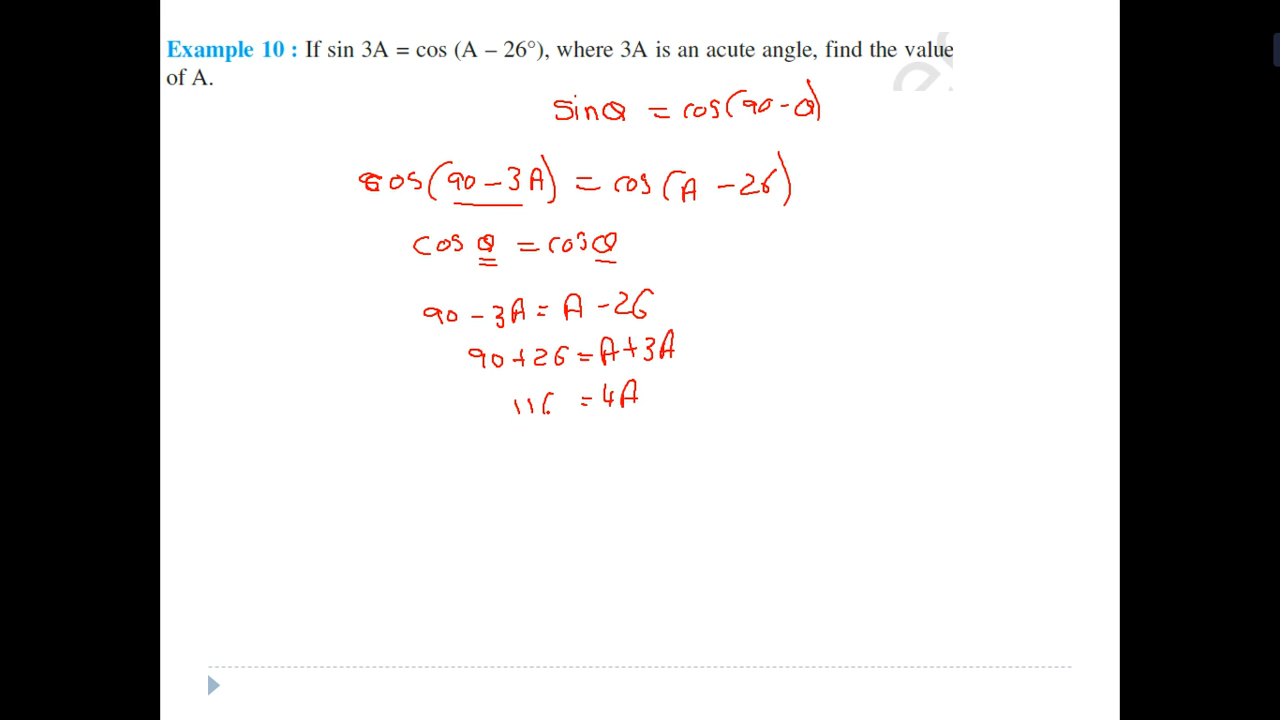 Example 10 : If sin 3A = cos (A – 26°), where 3A is an acute angle, find the value
of A.
sinθ = cos(90-θ)
cos(90-3A) = cos(A -26)
cos θ = cosθ
90 - 3A = A -26
90+26 = A+3A
116 = 4A